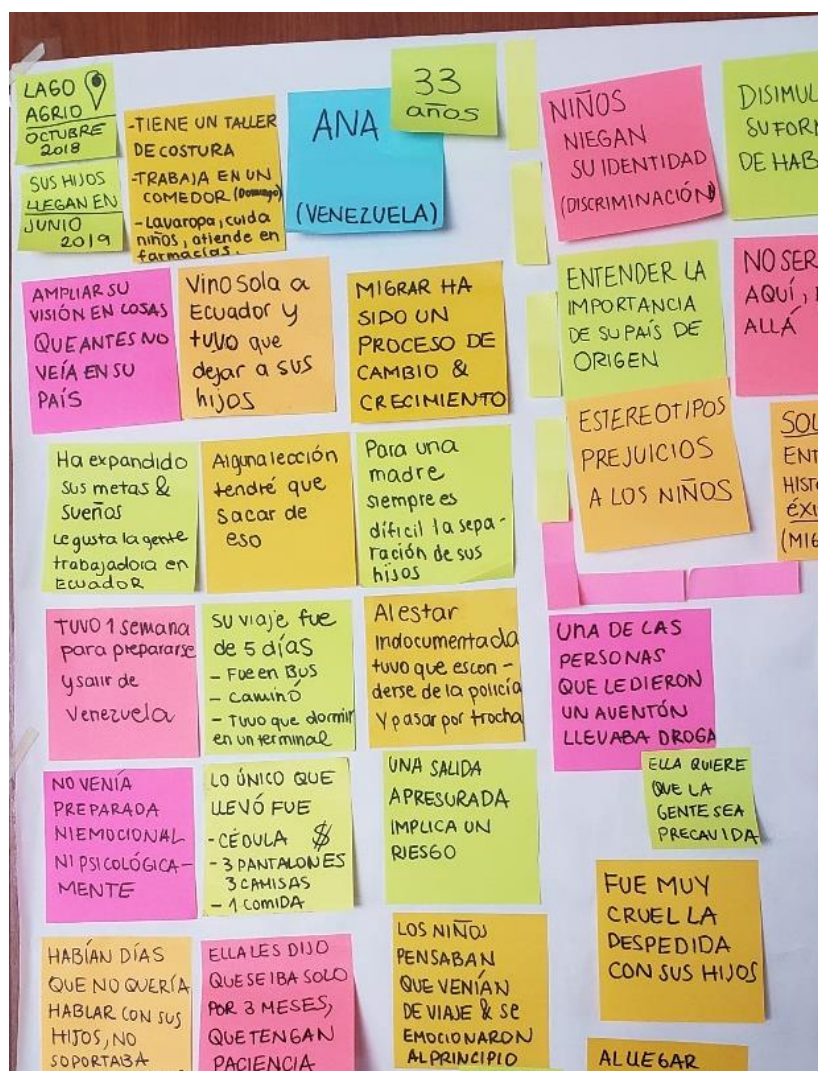 LAGO
AGRIO
OCTUBRE
2018
SUS HIJOS
LLEGAN EN
JUNIO
2019
-TIENE UN TALLER
DE COSTURA
-TRABAJA EN UN
COMEDOR (Domingo)
- Lava ropa, cuida
niños, atiende en
farmacias.
ANA
(VENEZUELA)
33
años
NIÑOS
NIEGAN
SU IDENTIDAD
(DISCRIMINACIÓN)
DISIMUL
SU FORM
DE HAB
AMPLIAR SU
VISIÓN EN COSAS
QUE ANTES NO
VEÍA EN SU
PAÍS
Vino sola a
Ecuador y
tuvo que
dejar a sus
hijos
MIGRAR HA
SIDO UN
PROCESO DE
CAMBIO &
CRECIMIENTO
ENTENDER LA
IMPORTANCIA
DE SU PAÍS DE
ORIGEN
NO SER
AQUÍ,
ALLÁ
Ha expandido
sus metas &
sueños
Le gusta la gente
trabajadora en
Ecuador
Alguna lección
tendré que
sacar de
eso
Para una
madre
siempre es
díficil la sepa-
ración de sus
hijos
ESTEREOTIPOS
PREJUICIOS
A LOS NIÑOS
SOL
ENT
HIST
ÉXI
(MIG
TUVO 1 semana
para prepararse
y salir de
Venezuela
SU viaje fue
de 5 días
- Fue en Bus
- Caminó
- Tuvo que dormir
en un terminal
Al estar
Indocumentada
tuvo que escon-
derse de la policía
y pasar por trocha
UNA DE LAS
PERSONAS
QUE LE DIERON
UN AVENTÓN
LLEVABA DROGA
ELLA QUIERE
QUE LA
GENTE SEA
PRECAVIDA
NO VENÍA
PREPARADA
NI EMOCIONAL
NI PSICOLÓGICA-
MENTE
LO ÚNICO QUE
LLEVÓ FUE
- CÉDULA $
- 3 PANTALONES
3 CAMISAS
- 1 COMIDA
UNA SALIDA
APRESURADA
IMPLICA UN
RIESGO
FUE MUY
CRUEL LA
DESPEDIDA
CON SUS HIJOS
HABÍAN DÍAS
QUE NO QUERÍA
HABLAR CON SUS
HIJOS, NO
SOPORTABA
ELLA LES DIJO
QUE SE IBA SOLO
POR 3 MESES,
QUE TENGAN
PACIENCIA
LOS NIÑOS
PENSABAN
QUE VENÍAN
DE VIAJE & SE
EMOCIONARON
AL PRINCIPIO
AL LLEGAR